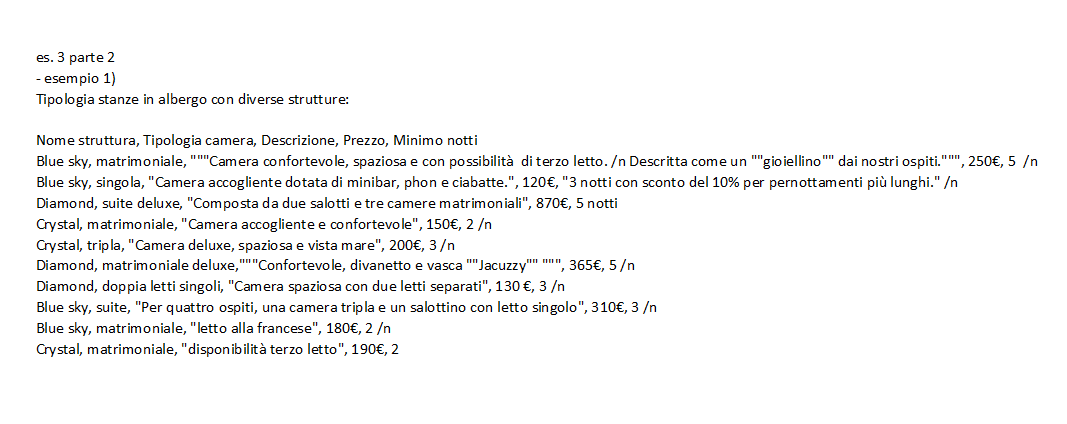 es. 3 parte 2
- esempio 1)
Tipologia stanze in albergo con diverse strutture:
Nome struttura, Tipologia camera, Descrizione, Prezzo, Minimo notti
Blue sky, matrimoniale, """Camera confortevole, spaziosa e con possibilità di terzo letto. /n Descritta come un ""gioiellino"" dai nostri ospiti.""", 250€, 5 /n
Blue sky, singola, "Camera accogliente dotata di minibar, phon e ciabatte.", 120€, "3 notti con sconto del 10% per pernottamenti più lunghi." /n
Diamond, suite deluxe, "Composta da due salotti e tre camere matrimoniali", 870€, 5 notti
Crystal, matrimoniale, "Camera accogliente e confortevole", 150€, 2 /n
Crystal, tripla, "Camera deluxe, spaziosa e vista mare", 200€, 3 /n
Diamond, matrimoniale deluxe,"""Confortevole, divanetto e vasca ""Jacuzzy"" """, 365€, 5 /n
Diamond, doppia letti singoli, "Camera spaziosa con due letti separati", 130 €, 3 /n
Blue sky, suite, "Per quattro ospiti, una camera tripla e un salottino con letto singolo", 310€, 3 /n
Blue sky, matrimoniale, "letto alla francese", 180€, 2 /n
Crystal, matrimoniale, "disponibilità terzo letto", 190€, 2